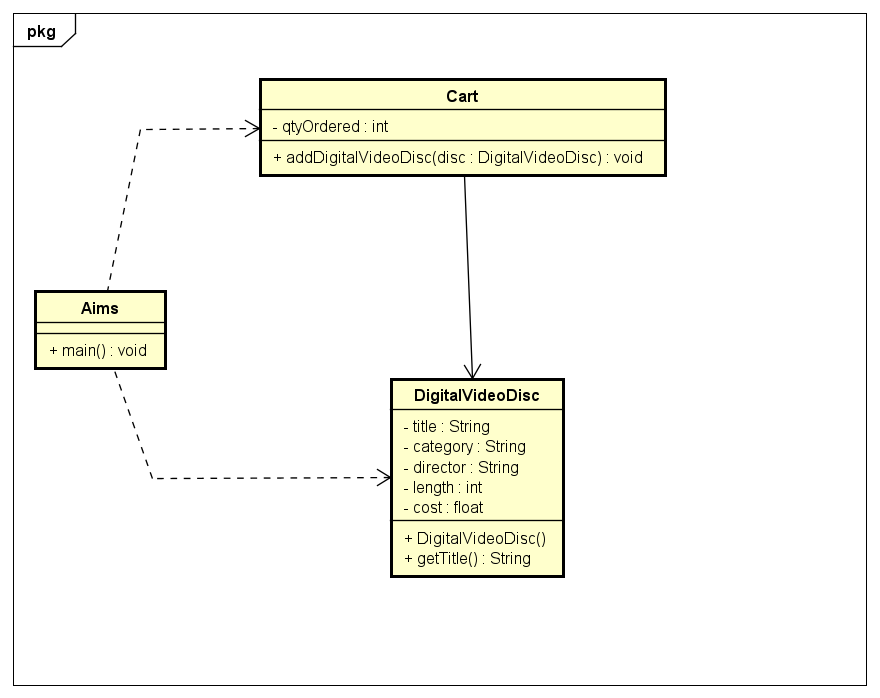 pkg
Cart
- qtyOrdered : int
+ addDigitalVideoDisc(disc : DigitalVideoDisc) : void
Aims
+ main() : void
DigitalVideoDisc
- title : String
- category : String
- director : String
- length : int
- cost : float
+ DigitalVideoDisc()
+ getTitle() : String